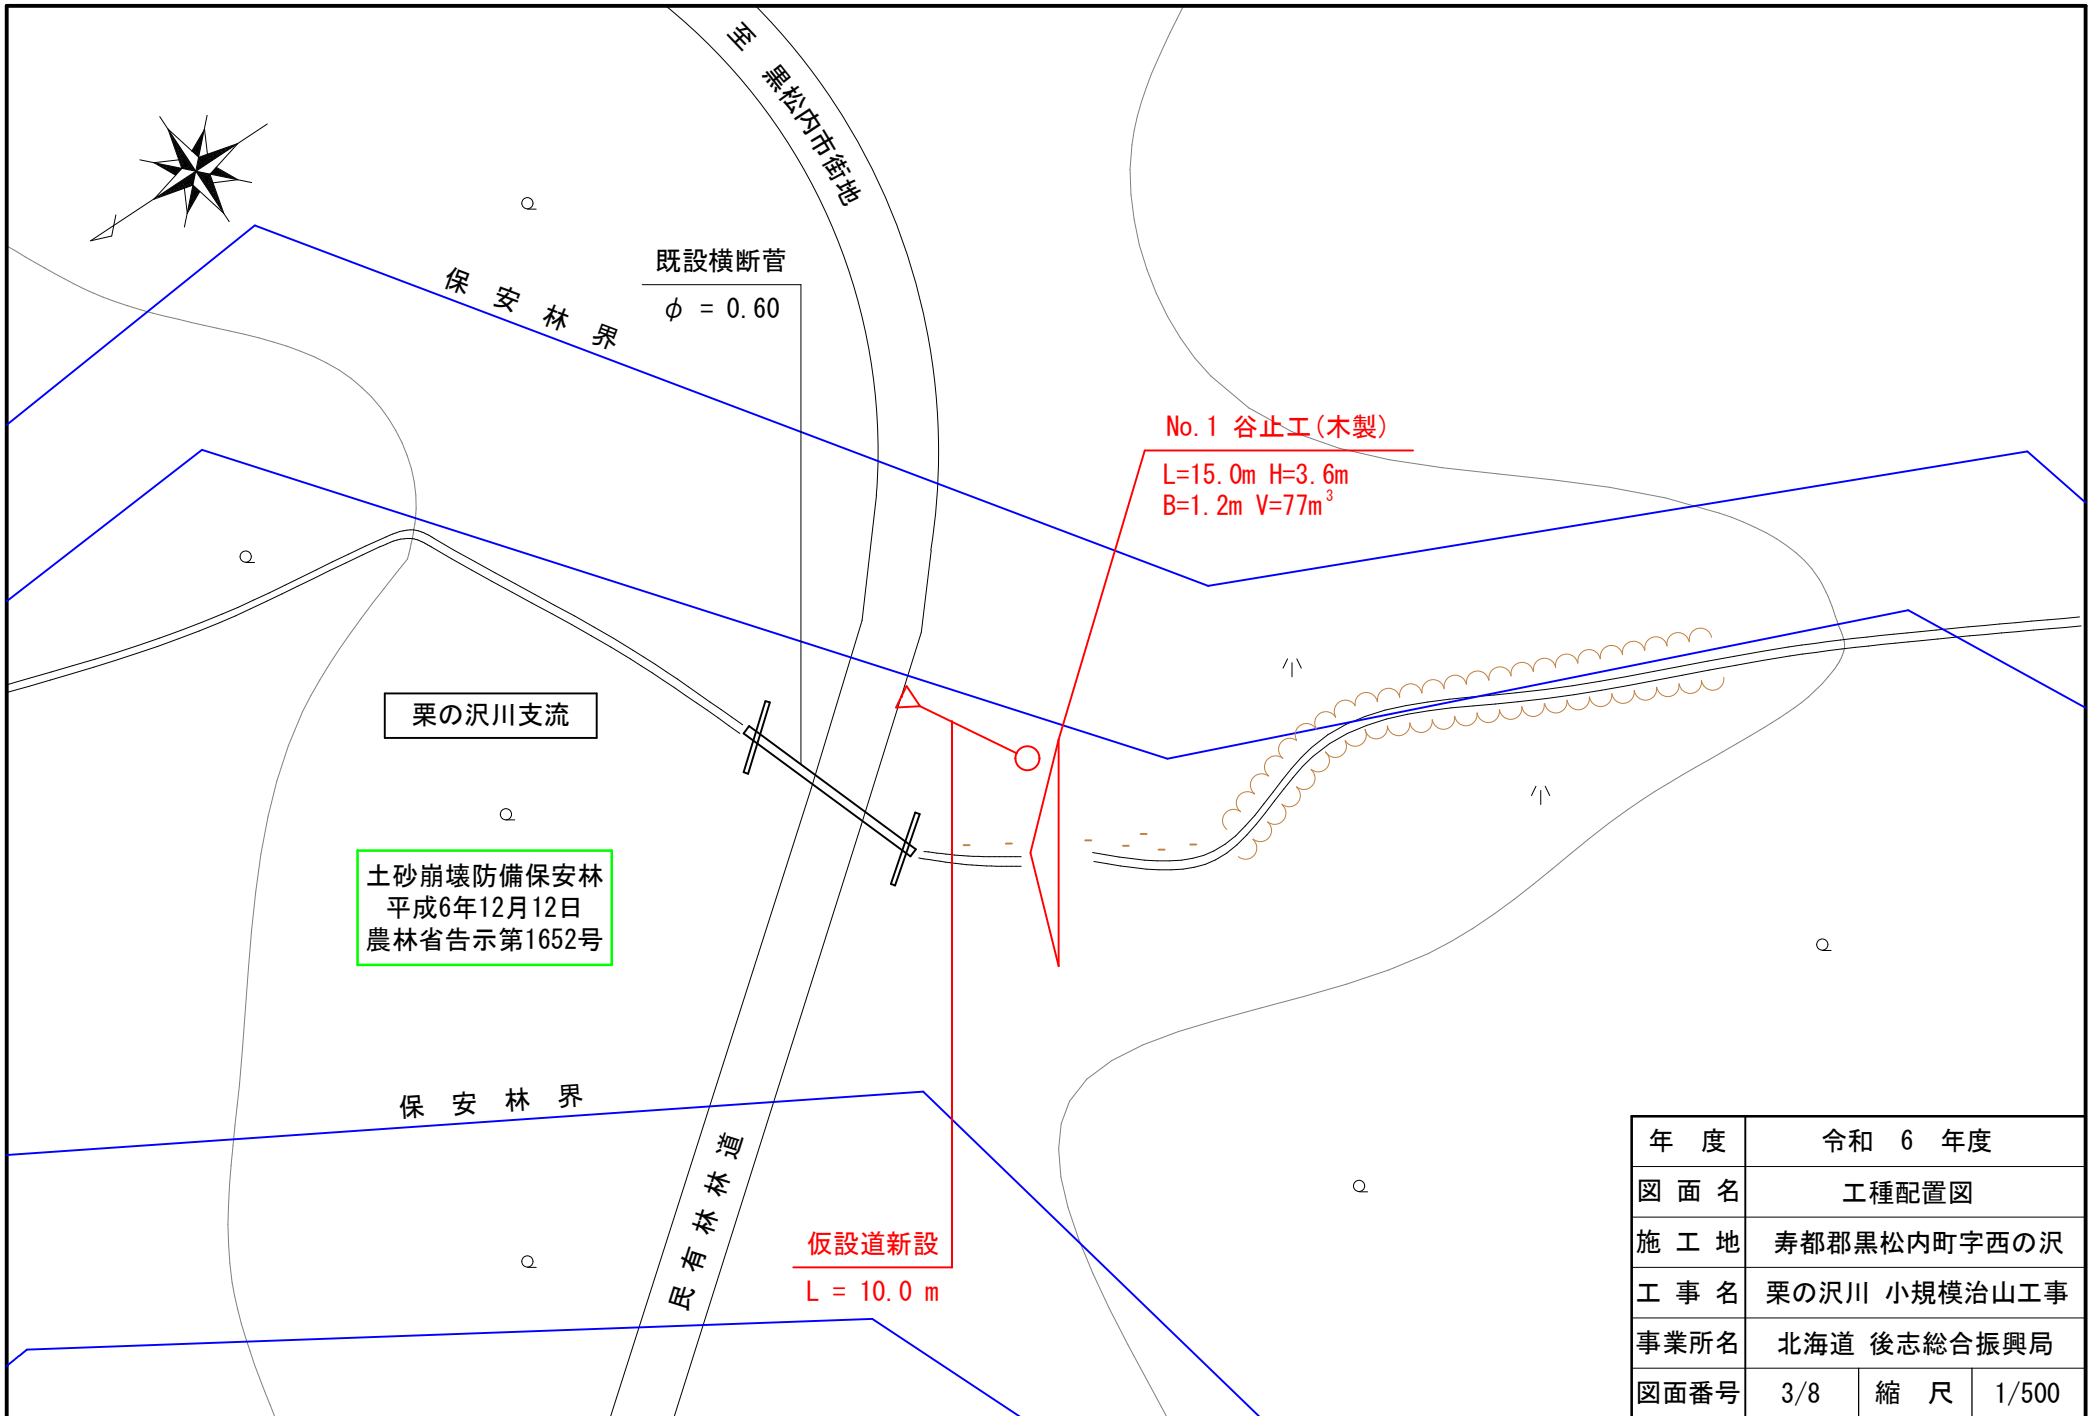 至 黒松内市街地
既設横断菅
φ = 0.60
保安林界
No.1 谷止工(木製)
L=15.0m H=3.6m
B=1.2m V=77m³
栗の沢川支流
土砂崩壊防備保安林
平成6年12月12日
農林省告示第1652号
保安林界
民有林林道
仮設道新設
L = 10.0 m
年 度 令和 6 年度
図 面 名 工種配置図
施 工 地 寿都郡黒松内町字西の沢
工 事 名 栗の沢川 小規模治山工事
事業所名 北海道 後志総合振興局
図面番号 3/8 縮 尺 1/500